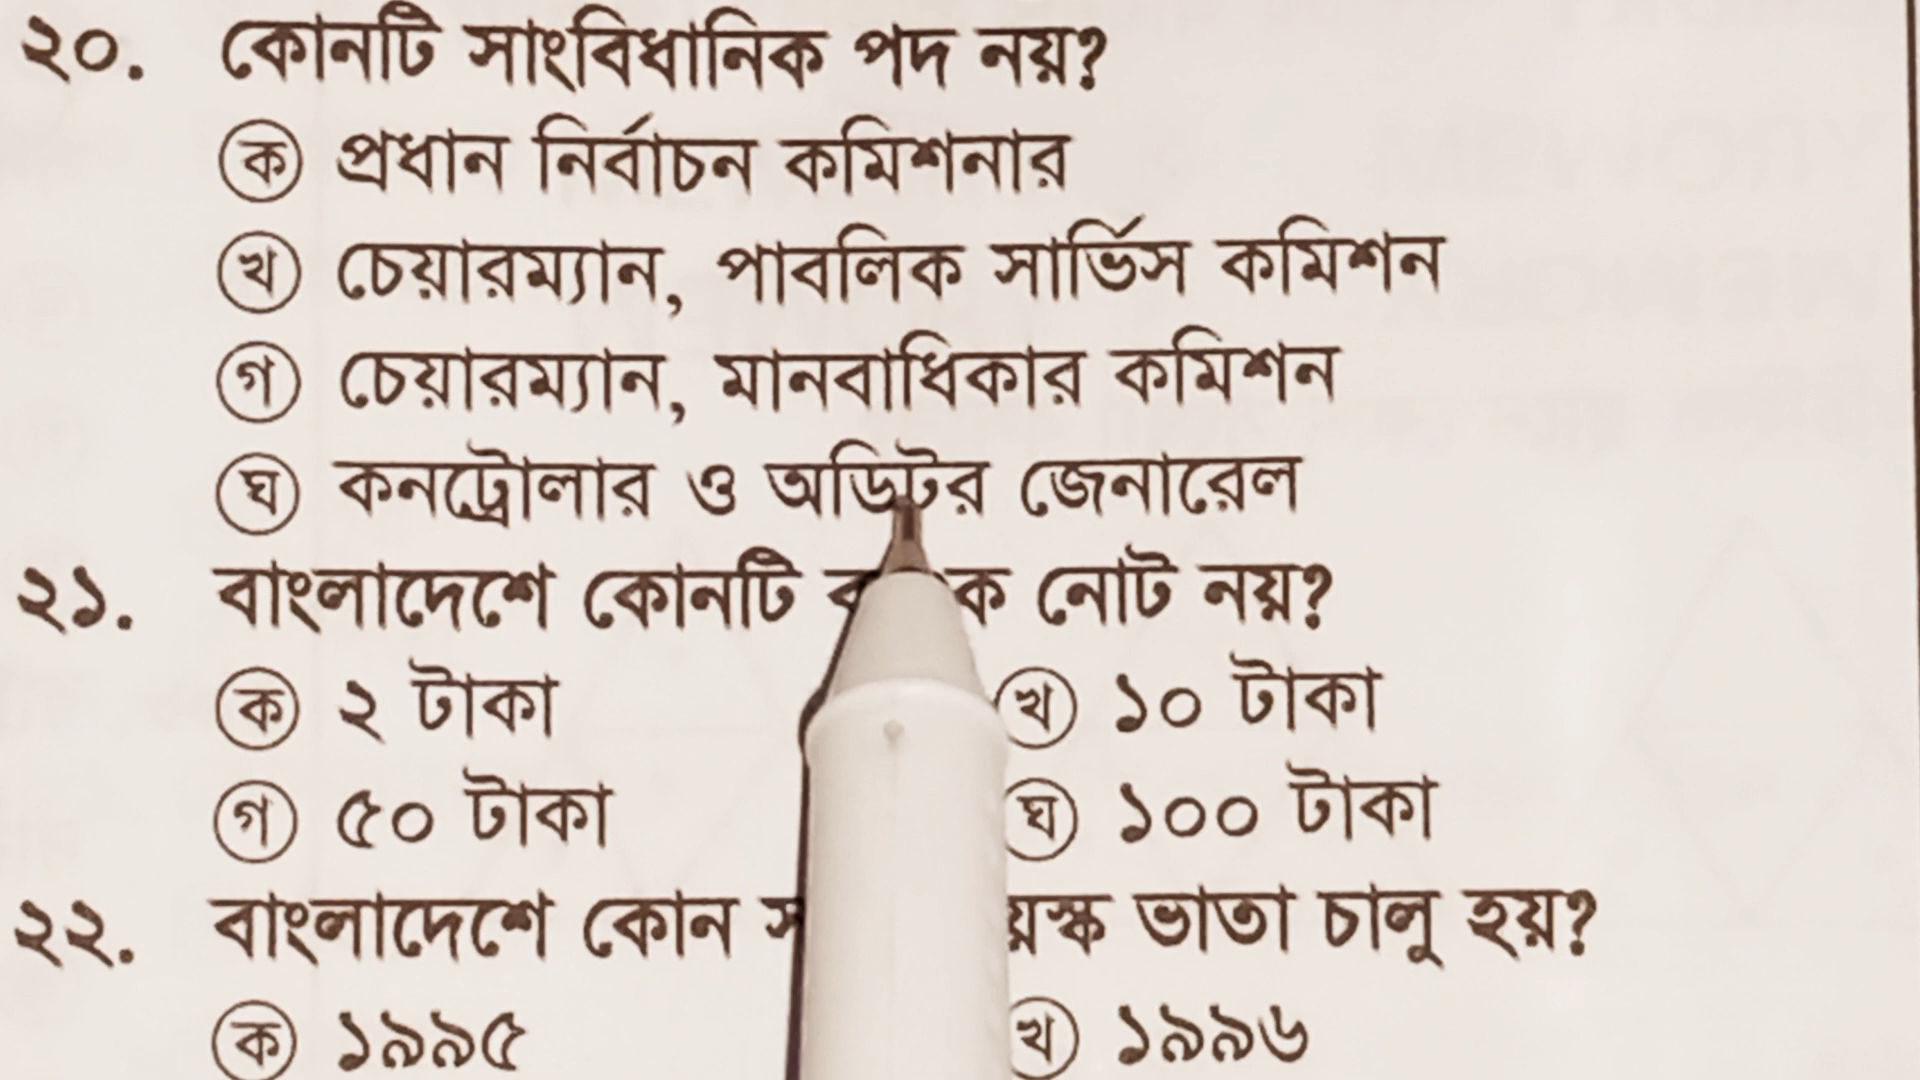 ২০. কোনটি সাংবিধানিক পদ নয়?
ক প্রধান নির্বাচন কমিশনার
খ চেয়ারম্যান, পাবলিক সার্ভিস কমিশন
গ চেয়ারম্যান, মানবাধিকার কমিশন
ঘ কনট্রোলার ও অডিটর জেনারেল
২১. বাংলাদেশে কোনটি নোট নয়?
ক ২ টাকা খ ১০ টাকা
গ ৫০ টাকা ঘ ১০০ টাকা
২২. বাংলাদেশে কোন ভাতা চালু হয়?
ক ১৯৯৫ খ ১৯৯৬